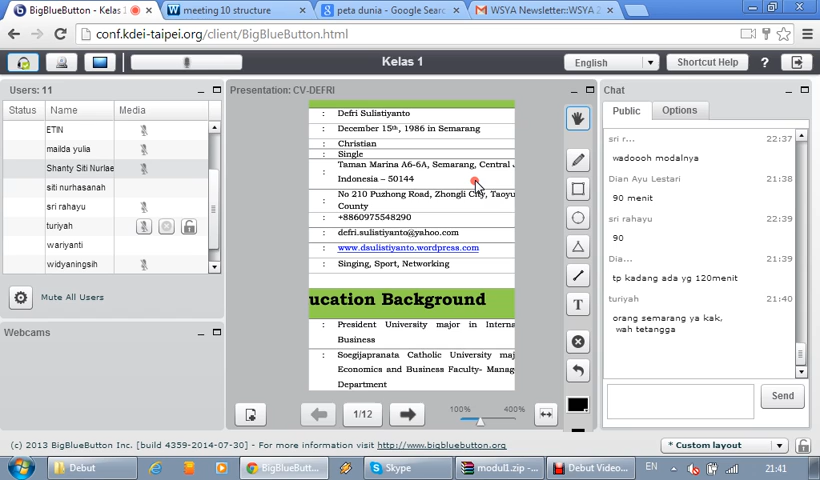 BigBlueButton - Kelas 1
meeting 10 structure
peta dunia - Google Searc
WSYA Newsletter::WSYA 2
conf.kdei-taipei.org/client/BigBlueButton.html
Kelas 1
English
Shortcut Help
?
Users: 11
Status Name Media
ETIN
mailda yulia
Shanty Siti Nurlae
siti nurhasanah
sri rahayu
turiyah
wariyanti
widyaningsih
Mute All Users
Webcams
Presentation: CV-DEFRI
: Defri Sulistiyanto
: December 15th, 1986 in Semarang
: Christian
: Single
: Taman Marina A6-6A, Semarang, Central J
Indonesia – 50144
: No 210 Puzhong Road, Zhongli City, Taoyu
County
: +8860975548290
: defri.sulistiyanto@yahoo.com
: www.dsulistiyanto.wordpress.com
: Singing, Sport, Networking
ucation Background
: President University major in Interna
Business
: Soegijapranata Catholic University maj
Economics and Business Faculty- Manag
Department
T
1/12
100% 400%
Chat
Public Options
sri r... 22:37
wadoooh modalnya
Dian Ayu Lestari 21:38
90 menit
sri rahayu 22:39
90
Dia... 21:39
tp kadang ada yg 120menit
turiyah 21:40
orang semarang ya kak,
wah tetangga
Send
(c) 2013 BigBlueButton Inc. [build 4359-2014-07-30] - For more information visit http://www.bigbluebutton.org
* Custom layout
Debut
BigBlueButto...
Skype
modul1.zip -...
Debut Video...
EN
21:41